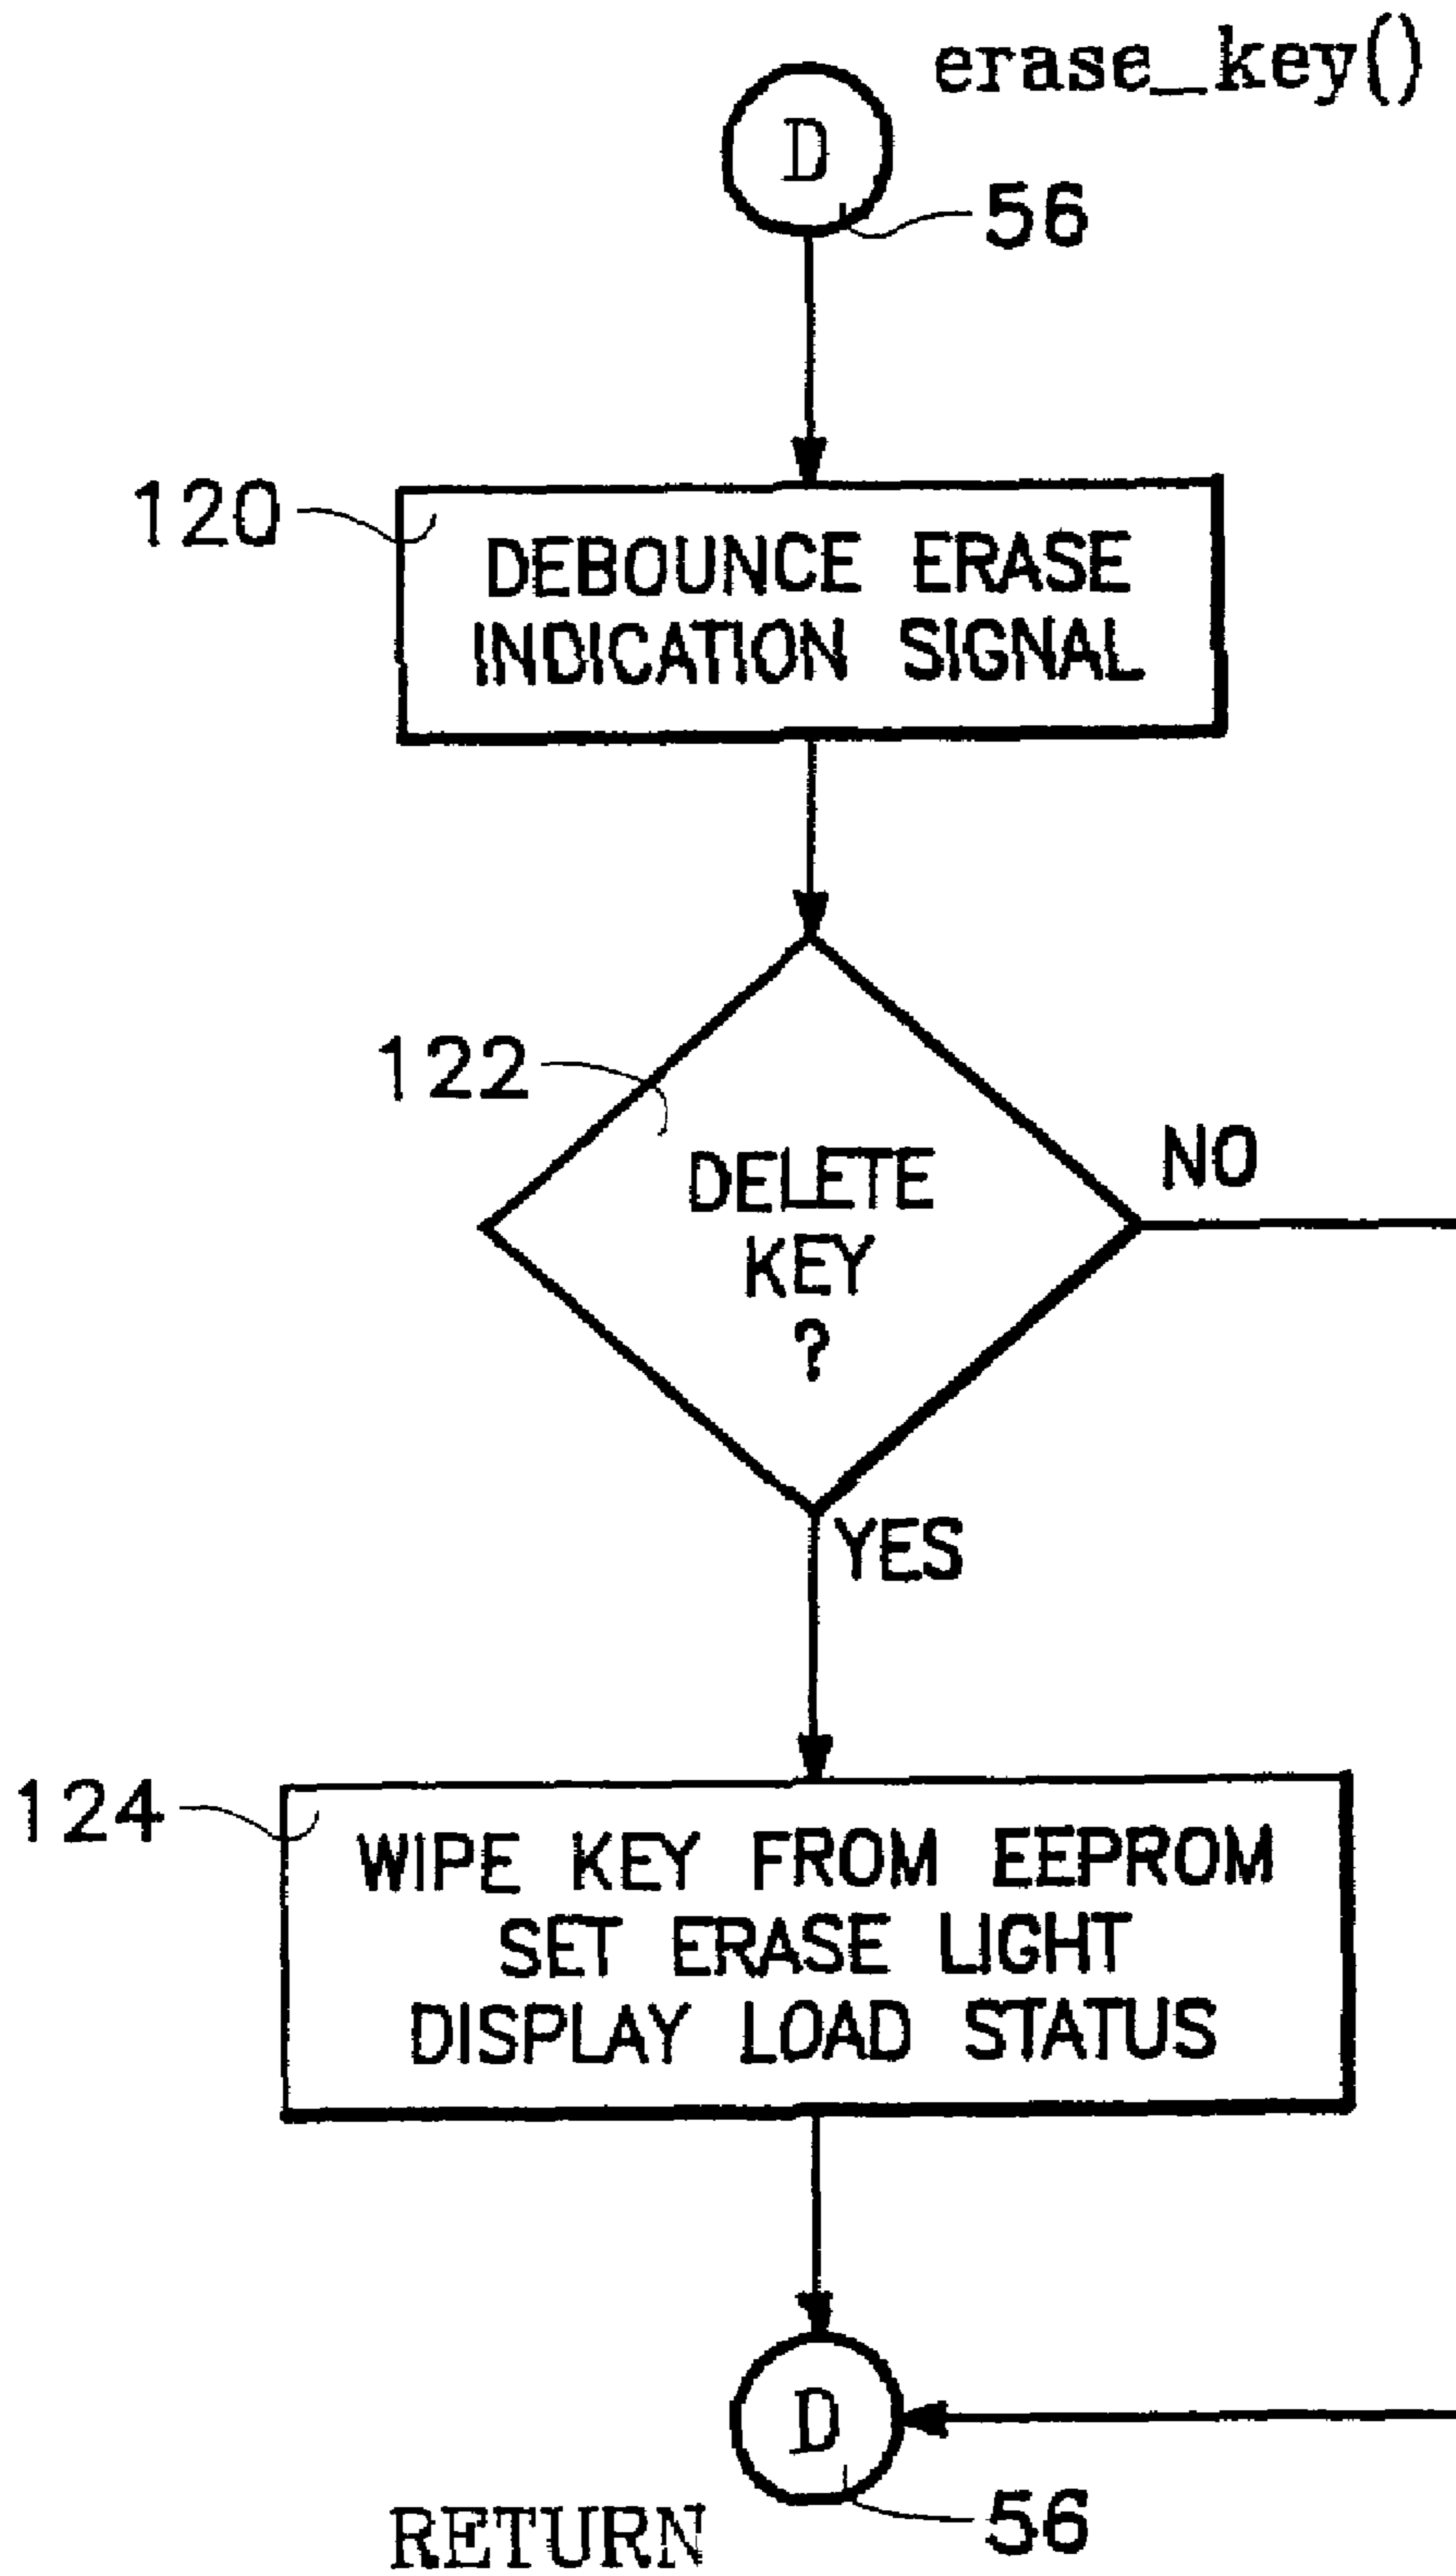 erase_key()
D
56
120
DEBOUNCE ERASE
INDICATION SIGNAL
122
DELETE
KEY
?
NO
YES
124
WIPE KEY FROM EEPROM
SET ERASE LIGHT
DISPLAY LOAD STATUS
D
56
RETURN